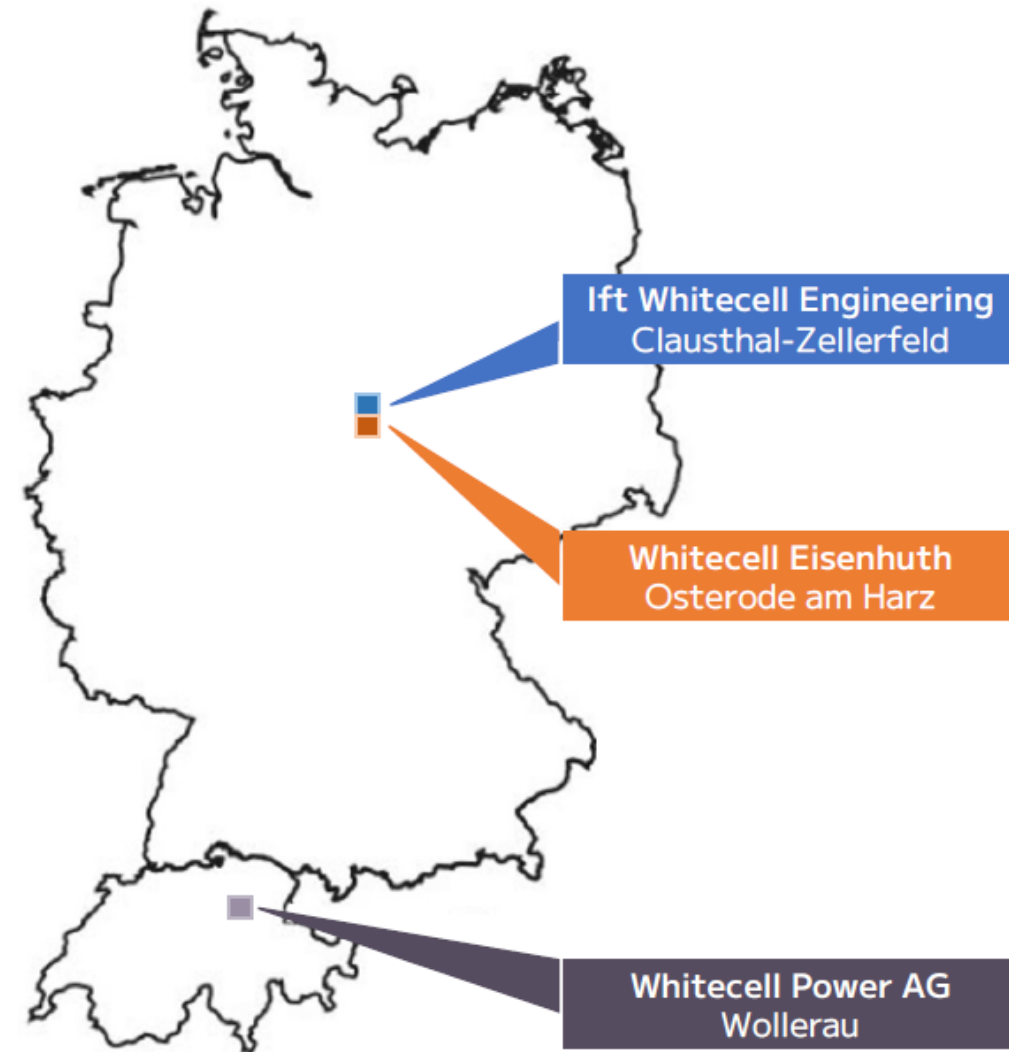 Ift Whitecell Engineering
Clausthal-Zellerfeld
Whitecell Eisenhuth
Osterode am Harz
Whitecell Power AG
Wollerau